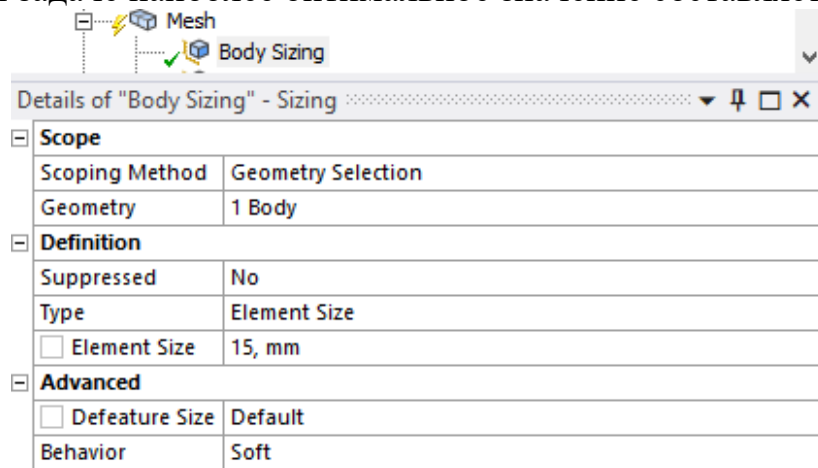 Mesh
Body Sizing
Details of "Body Sizing" - Sizing
Scope
Scoping Method Geometry Selection
Geometry 1 Body
Definition
Suppressed No
Type Element Size
Element Size 15, mm
Advanced
Defeature Size Default
Behavior Soft